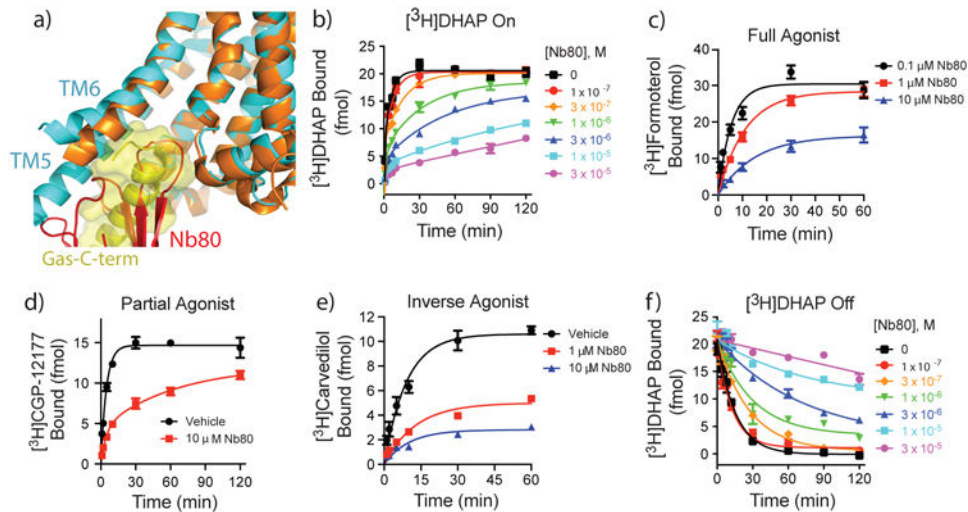 a)
TM6
TM5
Nb80
Gas-C-term
b)
[³H]DHAP On
[³H]DHAP Bound
(fmol)
25
20
15
10
5
0
0 30 60 90 120
Time (min)
[Nb80], M
0
1 x 10⁻⁷
3 x 10⁻⁷
1 x 10⁻⁶
3 x 10⁻⁶
1 x 10⁻⁵
3 x 10⁻⁵
c)
Full Agonist
[³H]Formoterol
Bound (fmol)
40
30
20
10
0
0 10 20 30 40 50 60
Time (min)
0.1 μM Nb80
1 μM Nb80
10 μM Nb80
d)
Partial Agonist
[³H]CGP-12177
Bound (fmol)
15
10
5
0
0 30 60 90 120
Time (min)
Vehicle
10 μ M Nb80
e)
Inverse Agonist
[³H]Carvedilol
Bound (fmol)
12
10
8
6
4
2
0
0 15 30 45 60
Time (min)
Vehicle
1 μM Nb80
10 μM Nb80
f)
[³H]DHAP Off
[³H]DHAP Bound
(fmol)
25
20
15
10
5
0
0 30 60 90 120
Time (min)
[Nb80], M
0
1 x 10⁻⁷
3 x 10⁻⁷
1 x 10⁻⁶
3 x 10⁻⁶
1 x 10⁻⁵
3 x 10⁻⁵